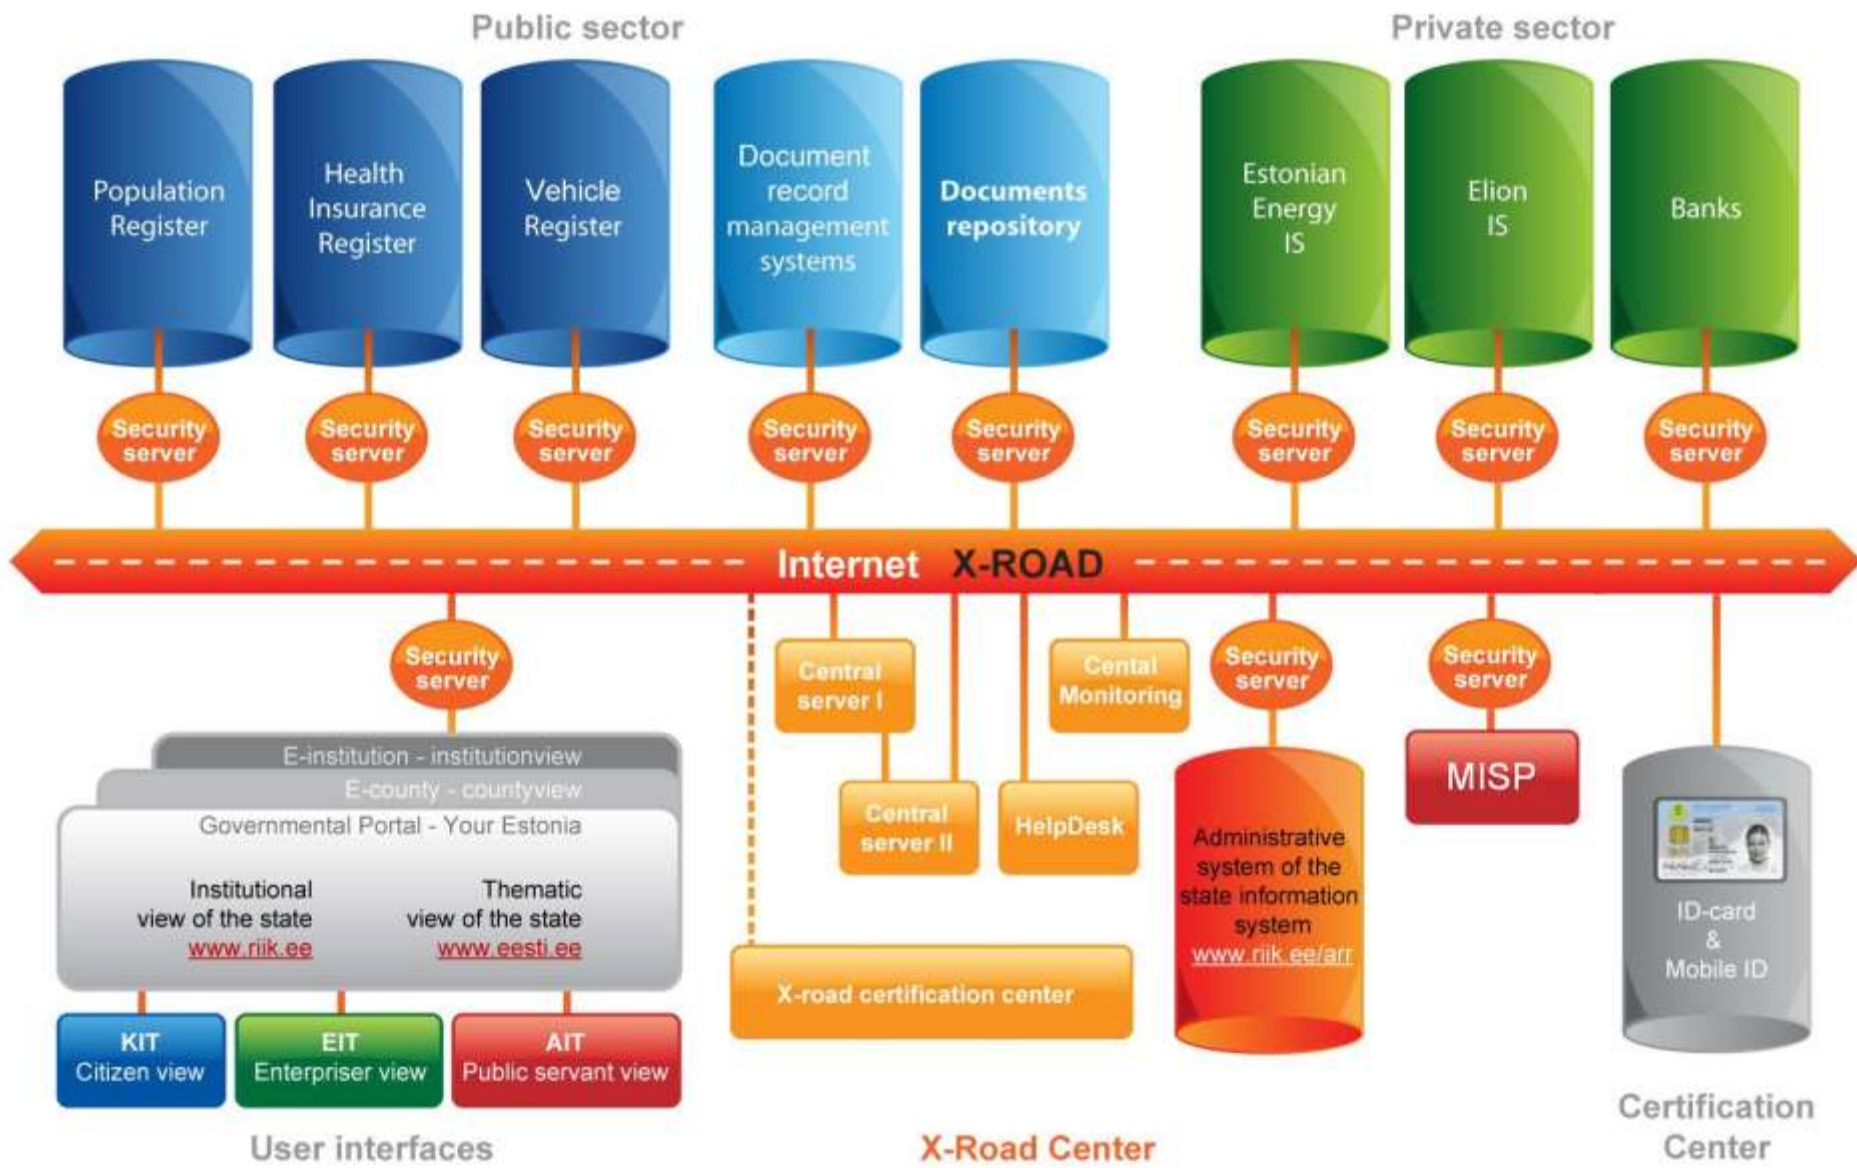 Public sector
Private sector
Population
Register
Health
Insurance
Register
Vehicle
Register
Document
record
management
systems
Documents
repository
Estonian
Energy
IS
Elion
IS
Banks
Security
server
Security
server
Security
server
Security
server
Security
server
Security
server
Security
server
Security
server
Internet X-ROAD
Security
server
E-institution - institutionview
E-county - countyview
Governmental Portal - Your Estonia
Institutional
view of the state
www.riik.ee
Thematic
view of the state
www.eesti.ee
KIT
Citizen view
EIT
Enterpriser view
AIT
Public servant view
User interfaces
Central
server I
Central
server II
Cental
Monitoring
HelpDesk
X-road certification center
X-Road Center
Security
server
Administrative
system of the
state information
system
www.riik.ee/arr
Security
server
MISP
ID-card
&
Mobile ID
Certification
Center